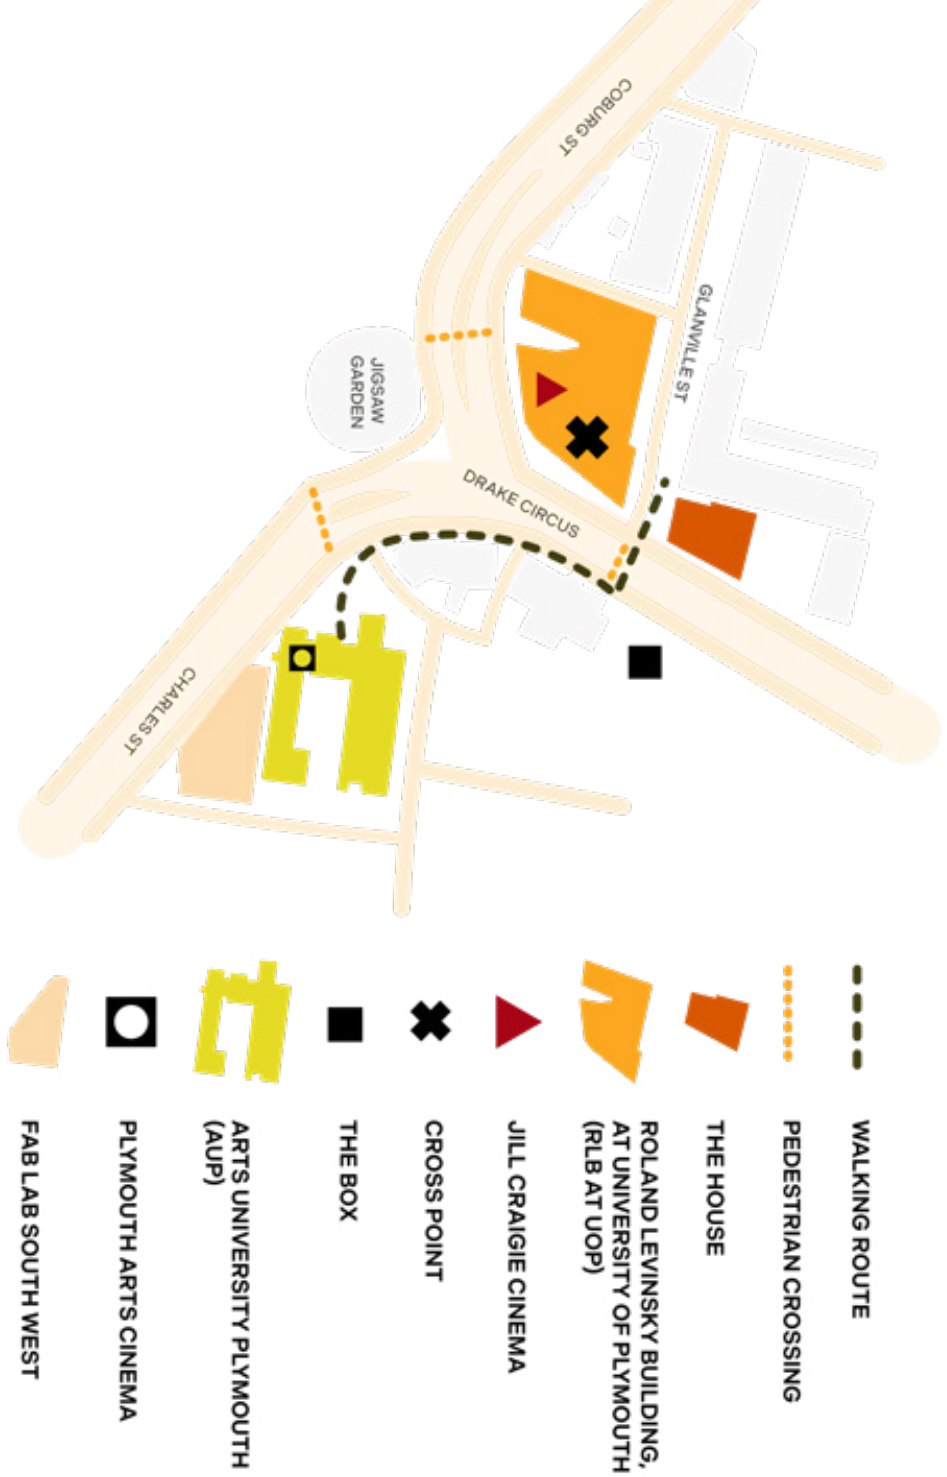 COBURG ST
GLANVILLE ST
JIGSAW
GARDEN
DRAKE CIRCUS
CHARLES ST
WALKING ROUTE
PEDESTRIAN CROSSING
THE HOUSE
ROLAND LEVINSKY BUILDING,
AT UNIVERSITY OF PLYMOUTH
(RLB AT UOP)
JILL CRAIGIE CINEMA
CROSS POINT
THE BOX
ARTS UNIVERSITY PLYMOUTH
(AUP)
PLYMOUTH ARTS CINEMA
FAB LAB SOUTH WEST